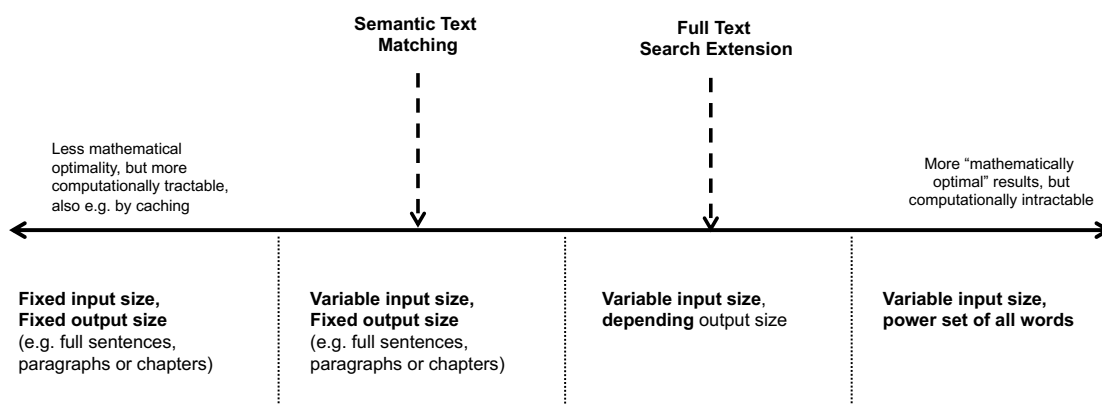 Semantic Text
Matching
Full Text
Search Extension
Less mathematical
optimality, but more
computationally tractable,
also e.g. by caching
More “mathematically
optimal” results, but
computationally intractable
Fixed input size,
Fixed output size
(e.g. full sentences,
paragraphs or chapters)
Variable input size,
Fixed output size
(e.g. full sentences,
paragraphs or chapters)
Variable input size,
depending output size
Variable input size,
power set of all words